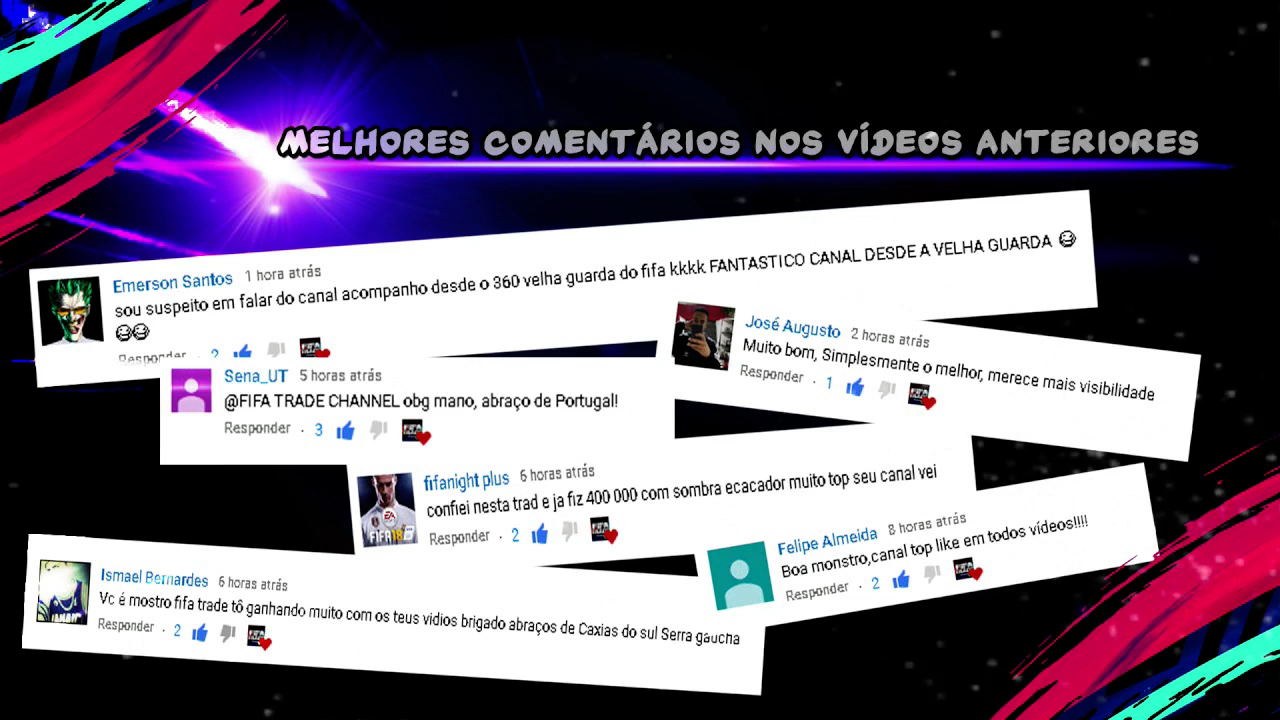 MELHORES COMENTÁRIOS NOS VÍDEOS ANTERIORES
Emerson Santos 1 hora atrás
sou suspeito em falar do canal acompanho desde o 360 velha guarda do fifa kkkk FANTASTICO CANAL DESDE A VELHA GUARDA 😂
😂😂
Responder 2
José Augusto 2 horas atrás
Muito bom, Simplesmente o melhor, merece mais visibilidade
Responder · 1
Sena_UT 5 horas atrás
@FIFA TRADE CHANNEL obg mano, abraço de Portugal!
Responder · 3
fifanight plus 6 horas atrás
confiei nesta trad e ja fiz 400 000 com sombra ecacador muito top seu canal vei
Responder · 2
EA
FIFA18
Felipe Almeida 8 horas atrás
Boa monstro,canal top like em todos vídeos!!!!
Responder · 2
Ismael Bernardes 6 horas atrás
Vc é mostro fifa trade tô ganhando muito com os teus vidios brigado abraços de Caxias do sul Serra gaucha
Responder · 2